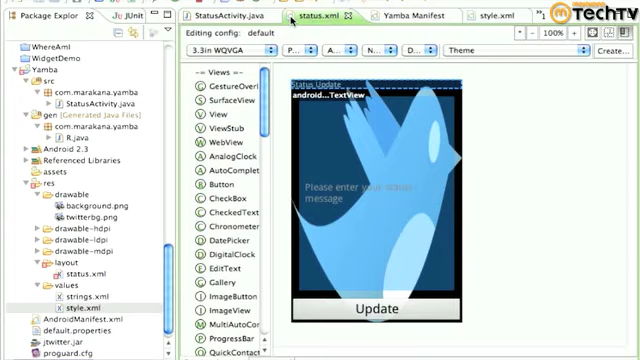 Package Explor
JUnit
StatusActivity.java
status.xml
Yamba Manifest
style.xml
marakana
TechTV
Editing config: default
100%
3.3in WQVGA
P...
A...
N...
D...
Theme
Create...
WhereAmI
WidgetDemo
Yamba
src
com.marakana.yamba
StatusActivity.java
gen [Generated Java Files]
com.marakana.yamba
R.java
Android 2.3
Referenced Libraries
assets
res
drawable
background.png
twitterbg.png
drawable-hdpi
drawable-ldpi
drawable-mdpi
layout
status.xml
values
strings.xml
style.xml
AndroidManifest.xml
default.properties
jtwitter.jar
proguard.cfg
Views
GestureOverl
SurfaceView
View
ViewStub
WebView
AnalogClock
AutoComplet
Button
CheckBox
CheckedText
Chronometer
DatePicker
DigitalClock
EditText
Gallery
ImageButton
ImageView
MultiAutoCo
ProgressBar
QuickContact
Status Update
android...TextView
Please enter your status
message
Update